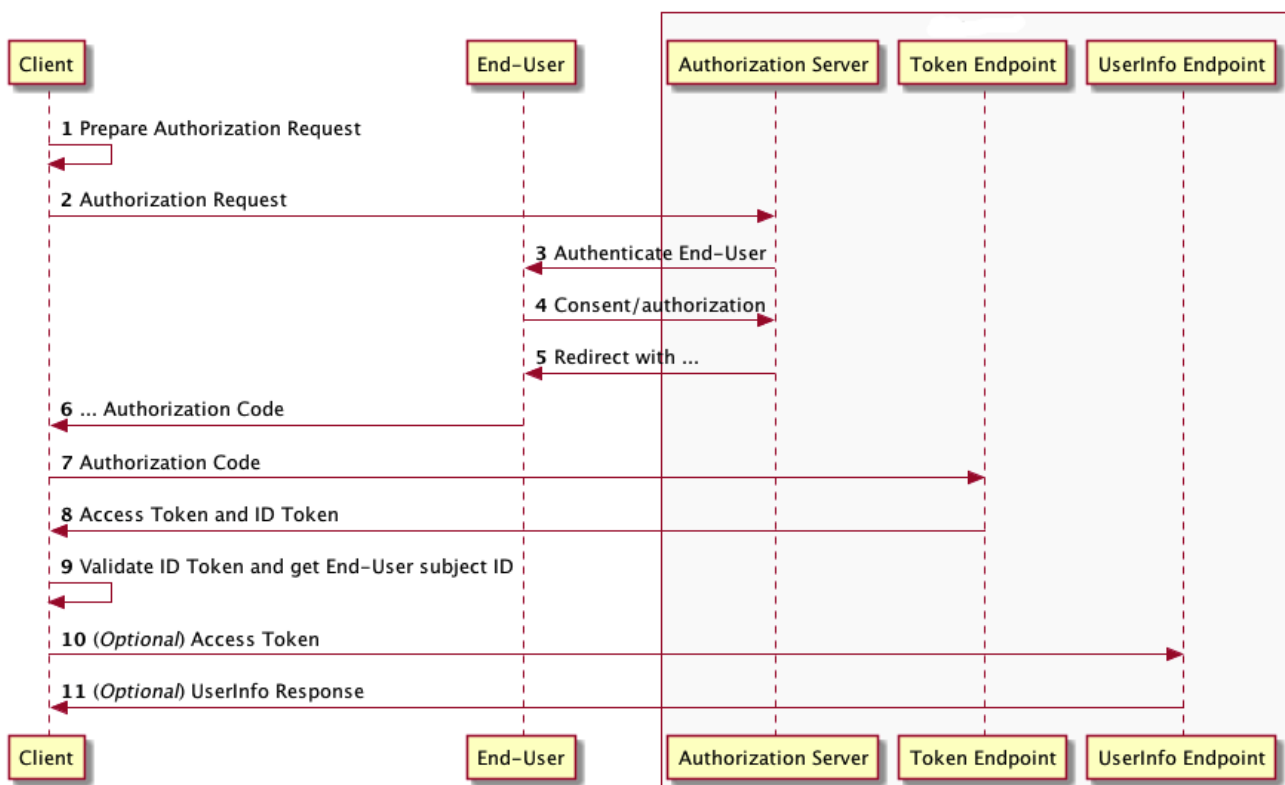 Client
End-User
Authorization Server
Token Endpoint
UserInfo Endpoint
1 Prepare Authorization Request
2 Authorization Request
3 Authenticate End-User
4 Consent/authorization
5 Redirect with ...
6 ... Authorization Code
7 Authorization Code
8 Access Token and ID Token
9 Validate ID Token and get End-User subject ID
10 (Optional) Access Token
11 (Optional) UserInfo Response
Client
End-User
Authorization Server
Token Endpoint
UserInfo Endpoint